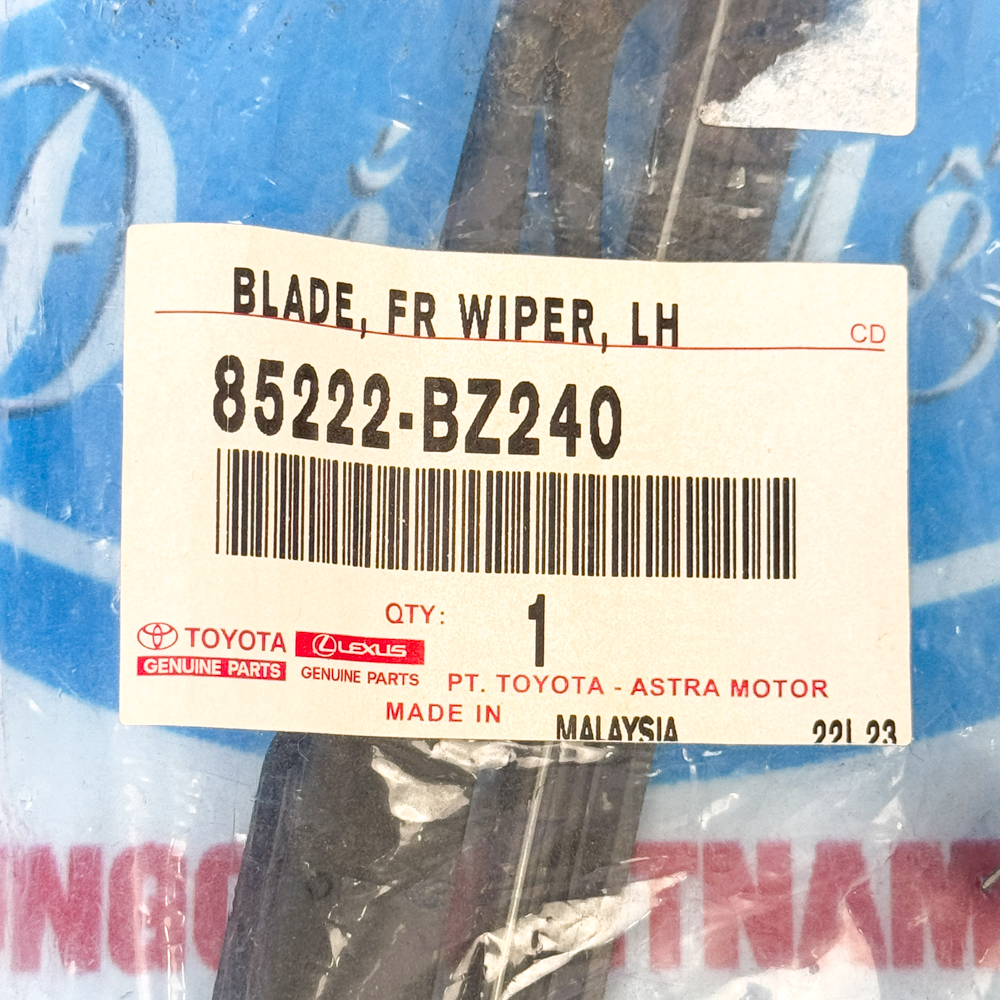 BLADE, FR WIPER, LH
CD
85222-BZ240
QTY: 1
TOYOTA LEXUS
GENUINE PARTS GENUINE PARTS
PT. TOYOTA - ASTRA MOTOR
MADE IN MALAYSIA